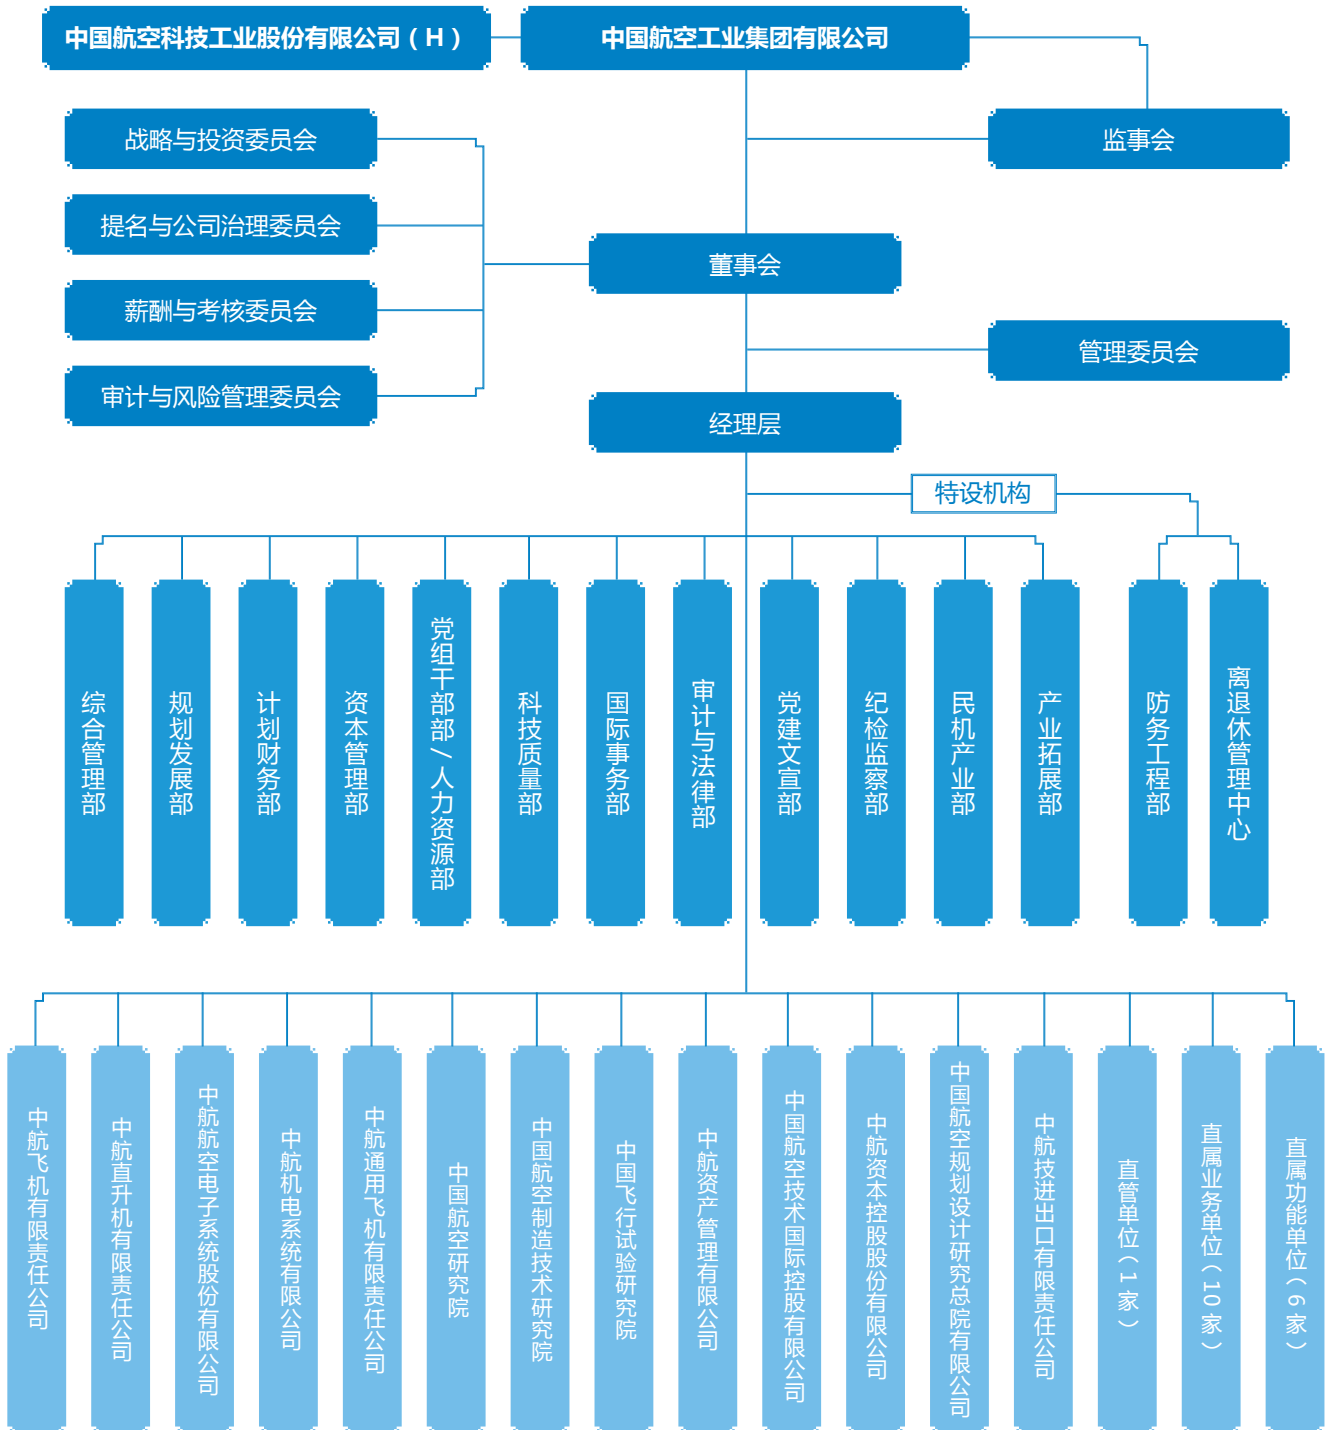 中国航空科技工业股份有限公司（H）
中国航空工业集团有限公司
战略与投资委员会
监事会
提名与公司治理委员会
董事会
薪酬与考核委员会
管理委员会
审计与风险管理委员会
经理层
特设机构
综合管理部
规划发展部
计划财务部
资本管理部
党组干部部/人力资源部
科技质量部
国际事务部
审计与法律部
党建文宣部
纪检监察部
民机产业部
产业拓展部
防务工程部
离退休管理中心
中航飞机有限责任公司
中航直升机有限责任公司
中航航空电子系统股份有限公司
中航机电系统有限公司
中航通用飞机有限责任公司
中国航空研究院
中国航空制造技术研究院
中国飞行试验研究院
中航资产管理有限公司
中国航空技术国际控股有限公司
中航资本控股股份有限公司
中国航空规划设计研究总院有限公司
中航技进出口有限责任公司
直管单位（1家）
直属业务单位（10家）
直属功能单位（6家）